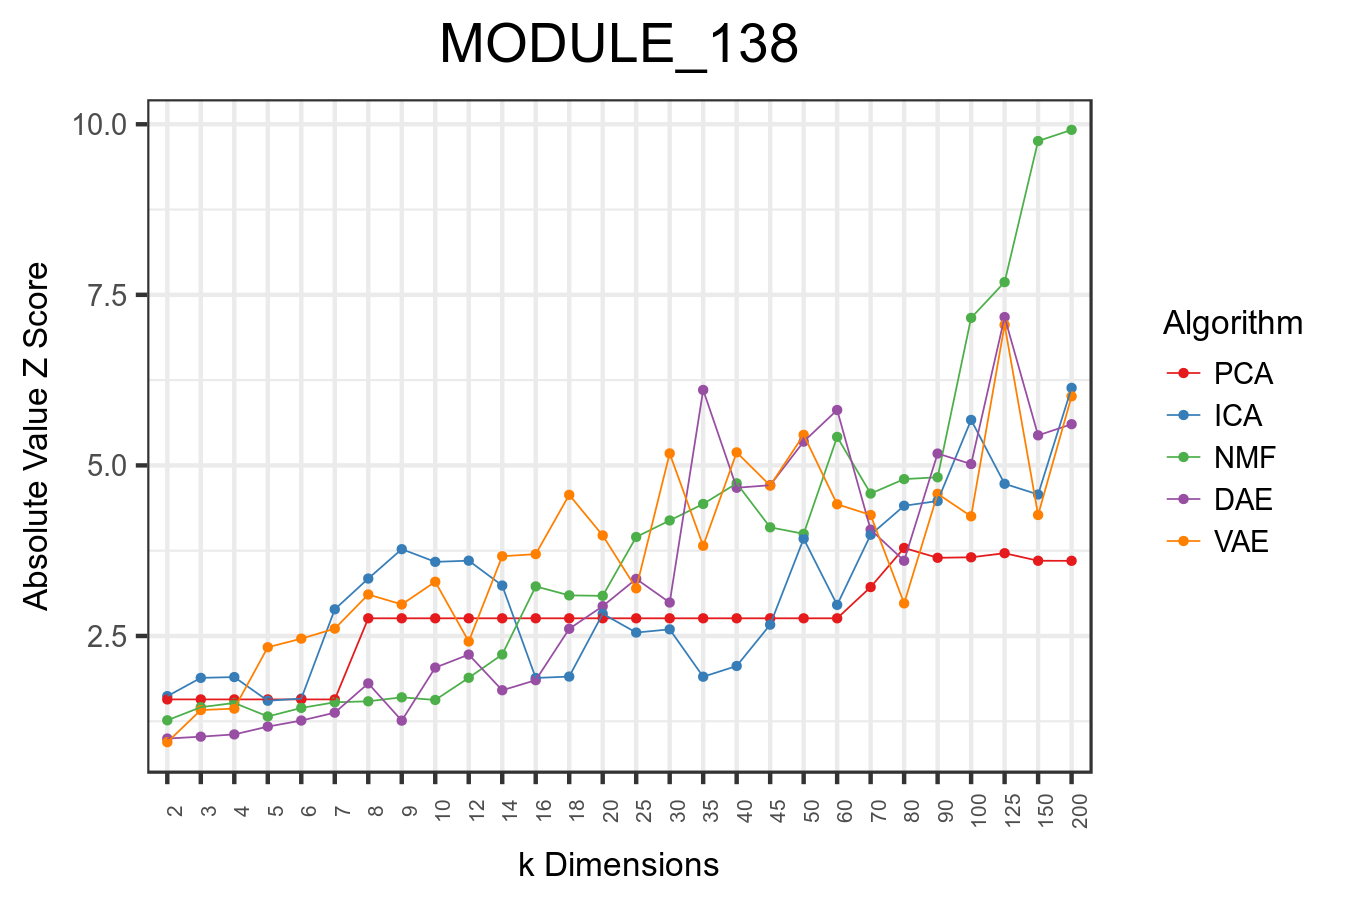 MODULE_138
10.0
7.5
5.0
2.5
Absolute Value Z Score
2 3 4 5 6 7 8 9 10 12 14 16 18 20 25 30 35 40 45 50 60 70 80 90 100 125 150 200
k Dimensions
Algorithm
PCA
ICA
NMF
DAE
VAE